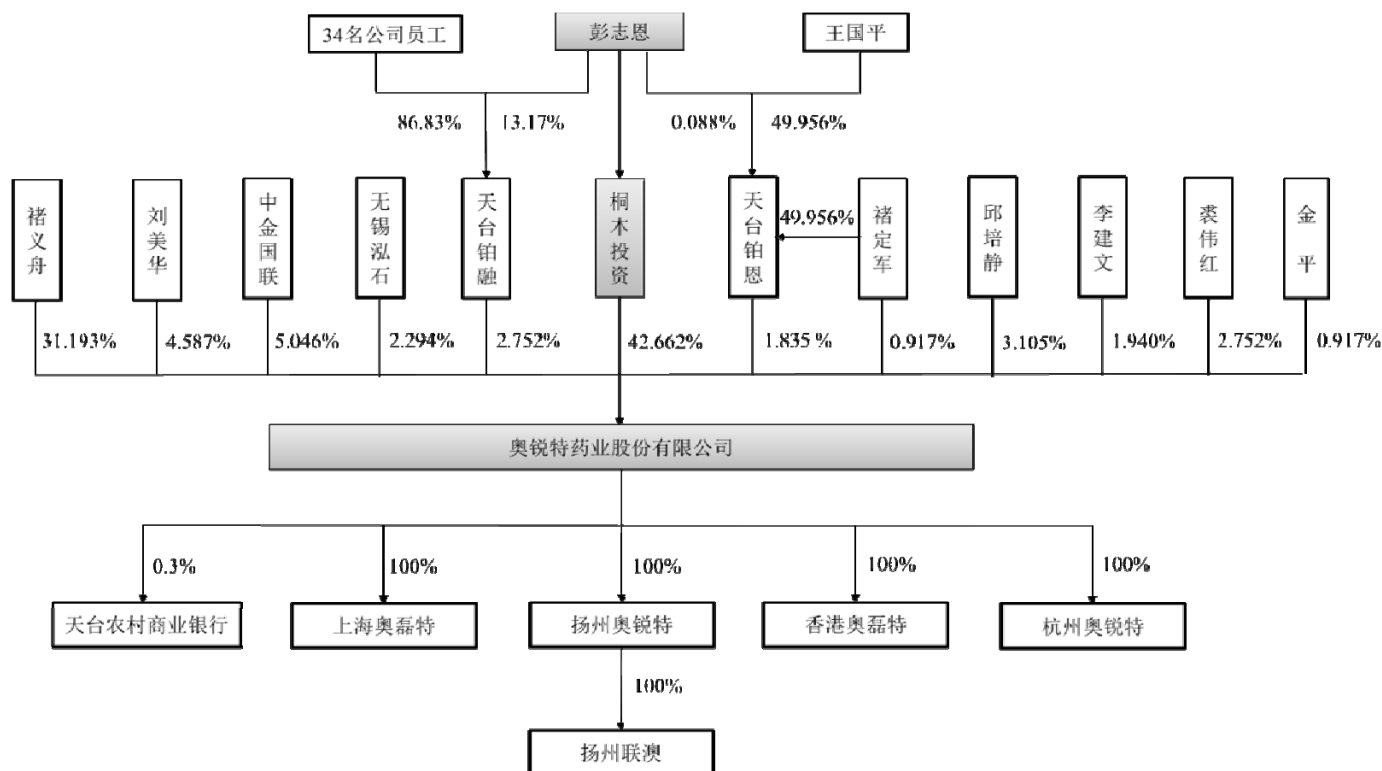 34名公司员工
彭志恩
王国平
86.83%
13.17%
0.088%
49.956%
褚义舟
刘美华
中金国联
无锡泓石
天台铂融
桐木投资
天台铂恩
49.956%
褚定军
邱培静
李建文
裘伟红
金平
31.193%
4.587%
5.046%
2.294%
2.752%
42.662%
1.835 %
0.917%
3.105%
1.940%
2.752%
0.917%
奥锐特药业股份有限公司
0.3%
100%
100%
100%
100%
天台农村商业银行
上海奥磊特
扬州奥锐特
香港奥磊特
杭州奥锐特
100%
扬州联澳